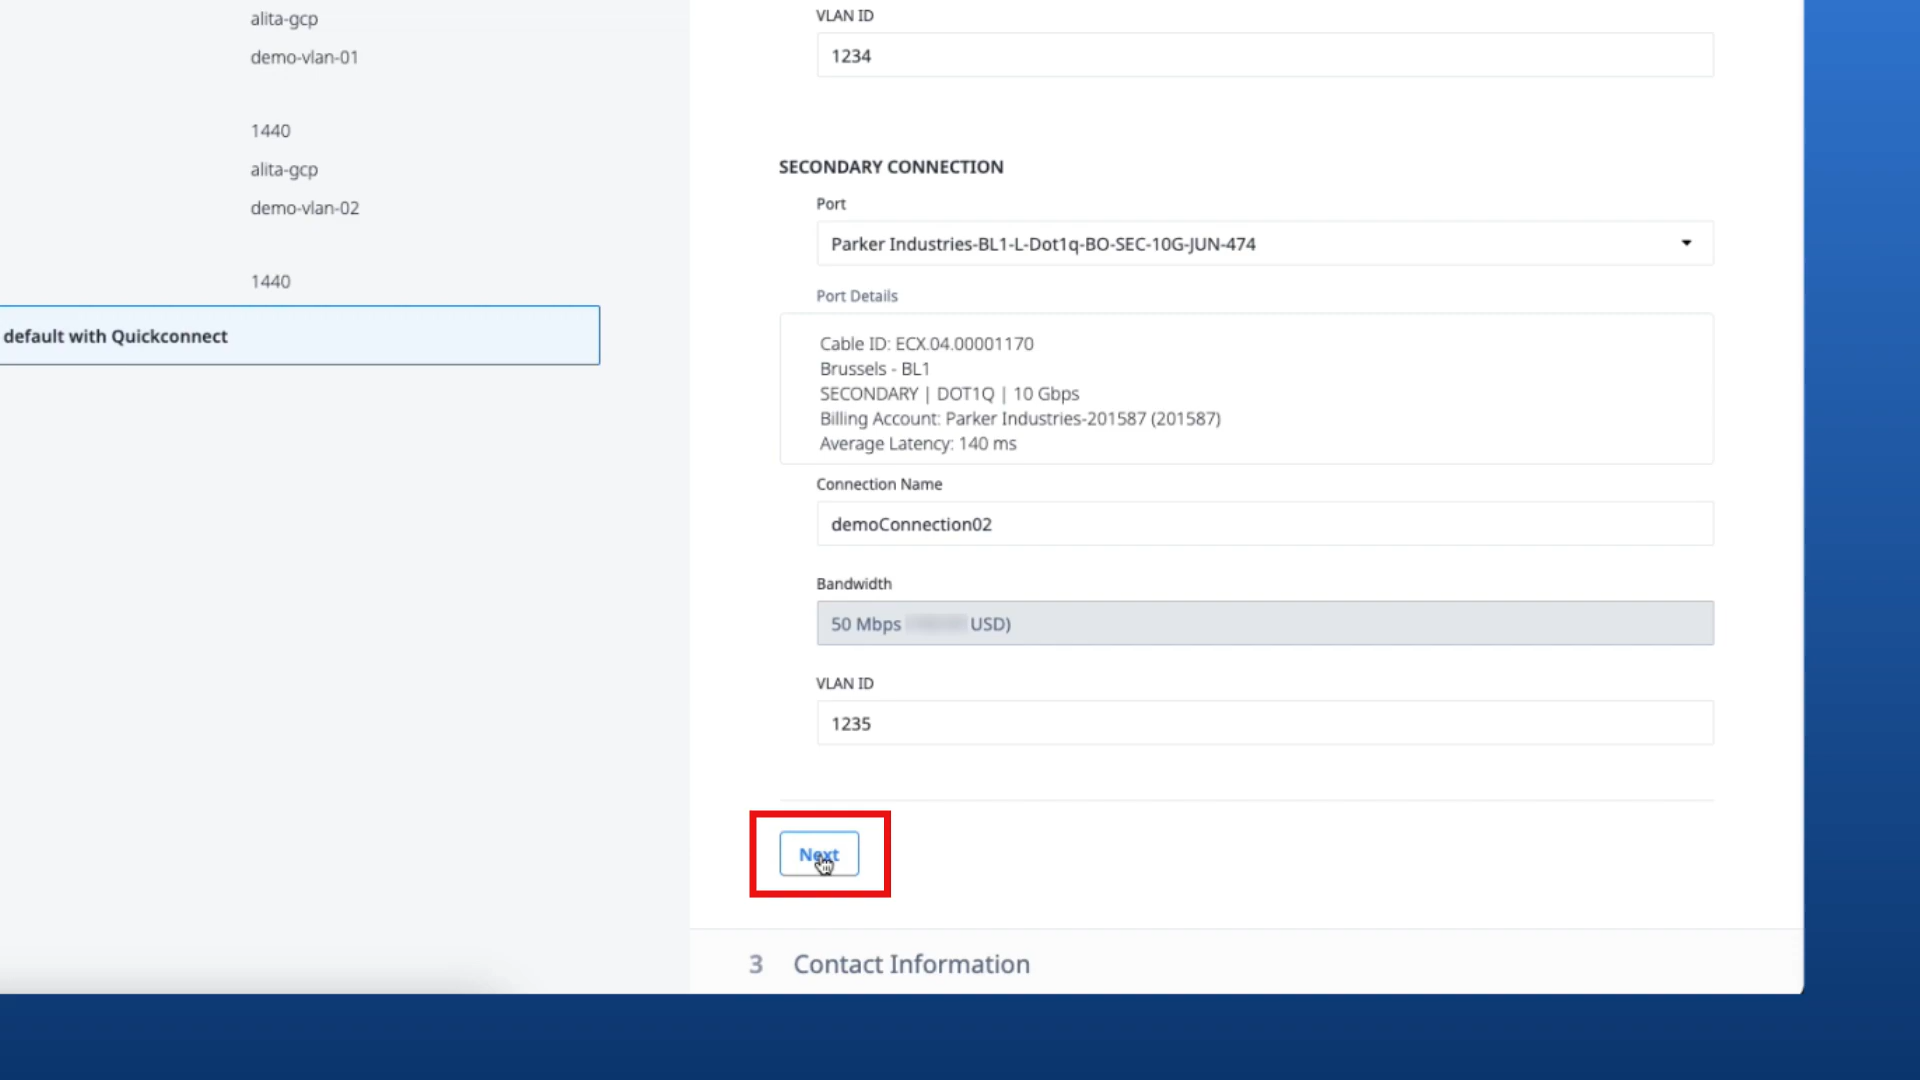 alita-gcp
demo-vlan-01
1440
alita-gcp
demo-vlan-02
1440
default with Quickconnect
VLAN ID
1234
SECONDARY CONNECTION
Port
Parker Industries-BL1-L-Dot1q-BO-SEC-10G-JUN-474
Port Details
Cable ID: ECX.04.00001170
Brussels - BL1
SECONDARY | DOT1Q | 10 Gbps
Billing Account: Parker Industries-201587 (201587)
Average Latency: 140 ms
Connection Name
demoConnection02
Bandwidth
50 Mbps USD)
VLAN ID
1235
Next
3 Contact Information